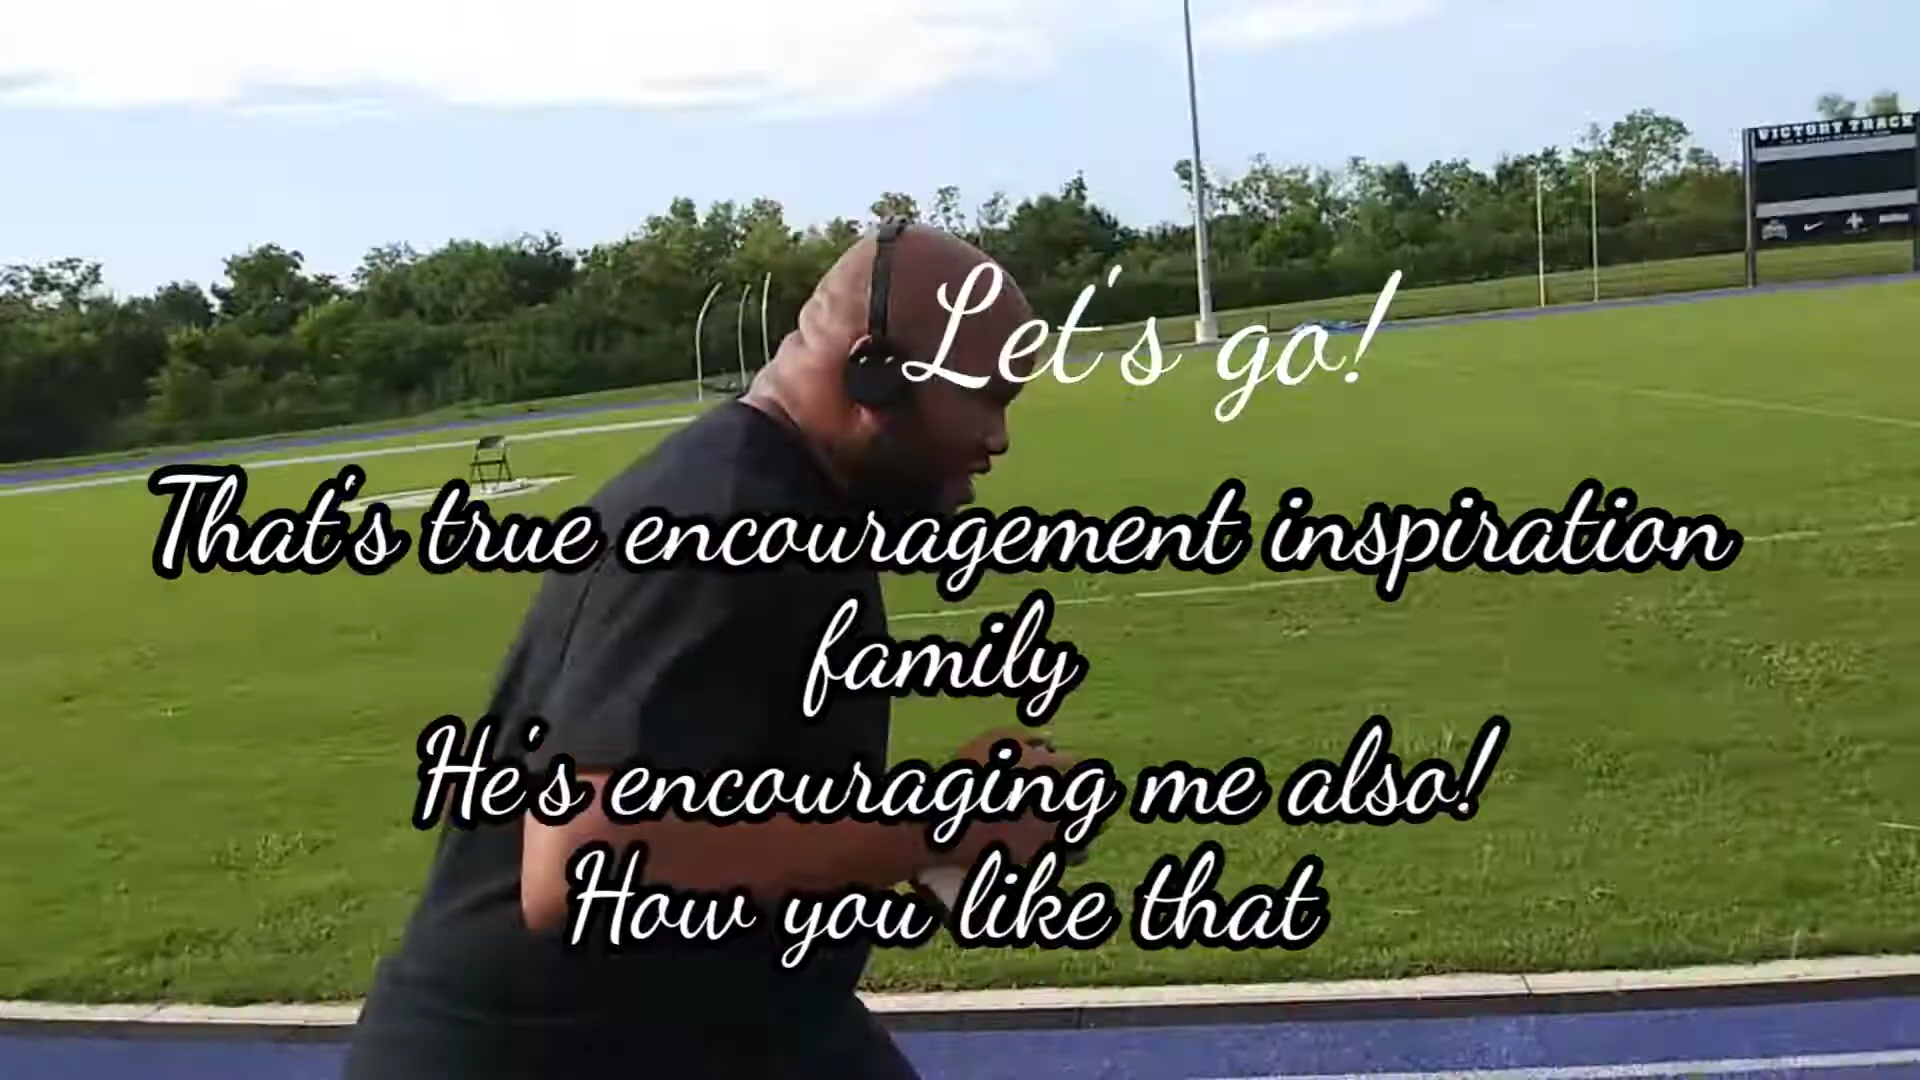 VICTORY TRACK
Let's go!
That's true encouragement inspiration
family
He's encouraging me also!
How you like that